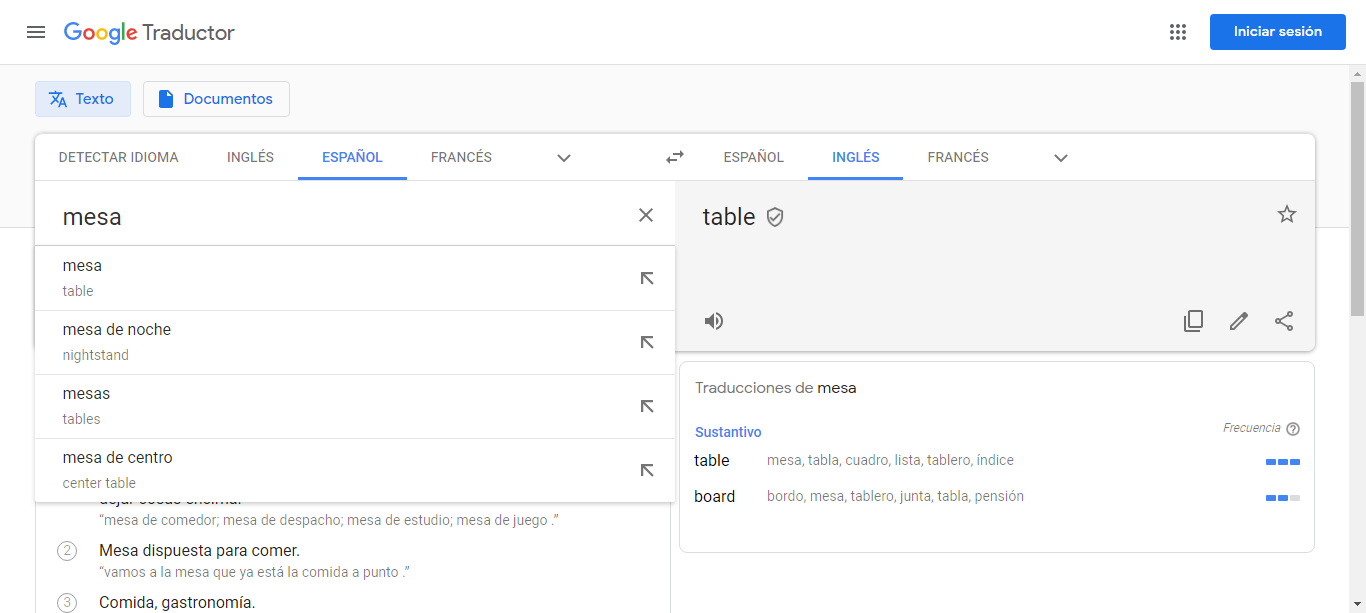 Google Traductor
Iniciar sesión
Texto
Documentos
DETECTAR IDIOMA INGLÉS ESPAÑOL FRANCÉS
ESPAÑOL INGLÉS FRANCÉS
mesa
table
mesa
table
mesa de noche
nightstand
mesas
tables
mesa de centro
center table
“mesa de comedor; mesa de despacho; mesa de estudio; mesa de juego .”
2 Mesa dispuesta para comer.
“vamos a la mesa que ya está la comida a punto .”
3 Comida, gastronomía.
Traducciones de mesa
Sustantivo Frecuencia
table mesa, tabla, cuadro, lista, tablero, índice
board bordo, mesa, tablero, junta, tabla, pensión